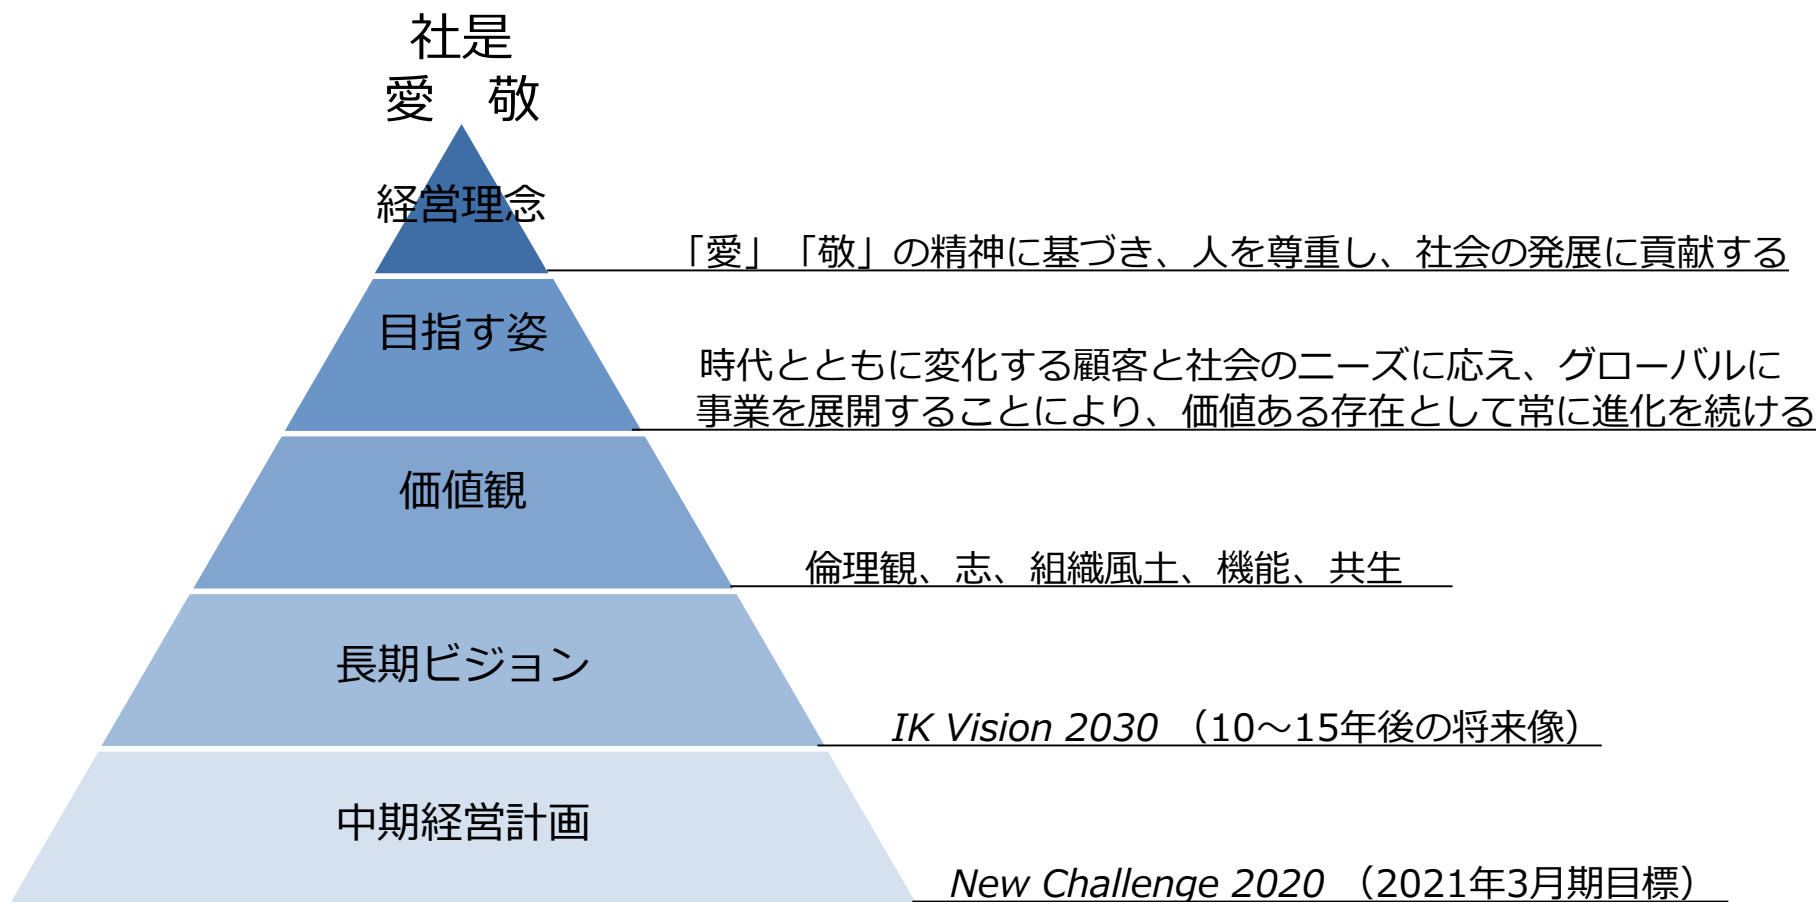 社是
愛　敬
経営理念
「愛」「敬」の精神に基づき、人を尊重し、社会の発展に貢献する
目指す姿
時代とともに変化する顧客と社会のニーズに応え、グローバルに
事業を展開することにより、価値ある存在として常に進化を続ける
価値観
倫理観、志、組織風土、機能、共生
長期ビジョン
IK Vision 2030 （10～15年後の将来像）
中期経営計画
New Challenge 2020 （2021年3月期目標）